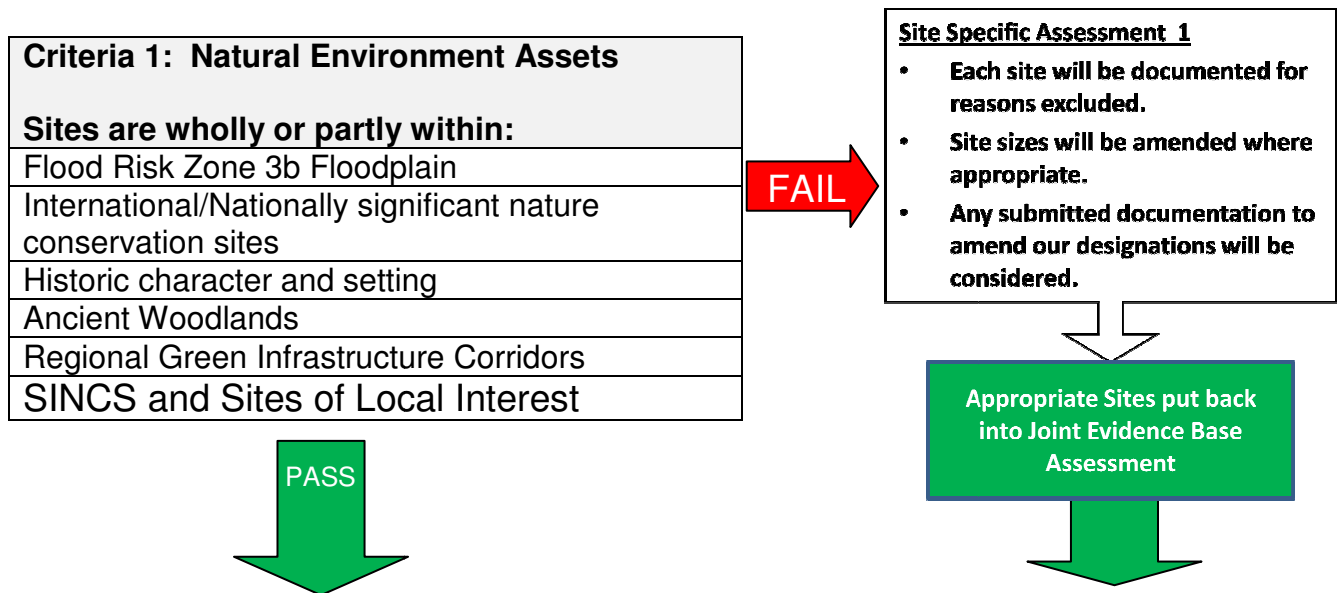 Criteria 1: Natural Environment Assets
Sites are wholly or partly within:
Flood Risk Zone 3b Floodplain
International/Nationally significant nature
conservation sites
Historic character and setting
Ancient Woodlands
Regional Green Infrastructure Corridors
SINCS and Sites of Local Interest
PASS
FAIL
Site Specific Assessment 1
• Each site will be documented for
reasons excluded.
• Site sizes will be amended where
appropriate.
• Any submitted documentation to
amend our designations will be
considered.
Appropriate Sites put back
into Joint Evidence Base
Assessment